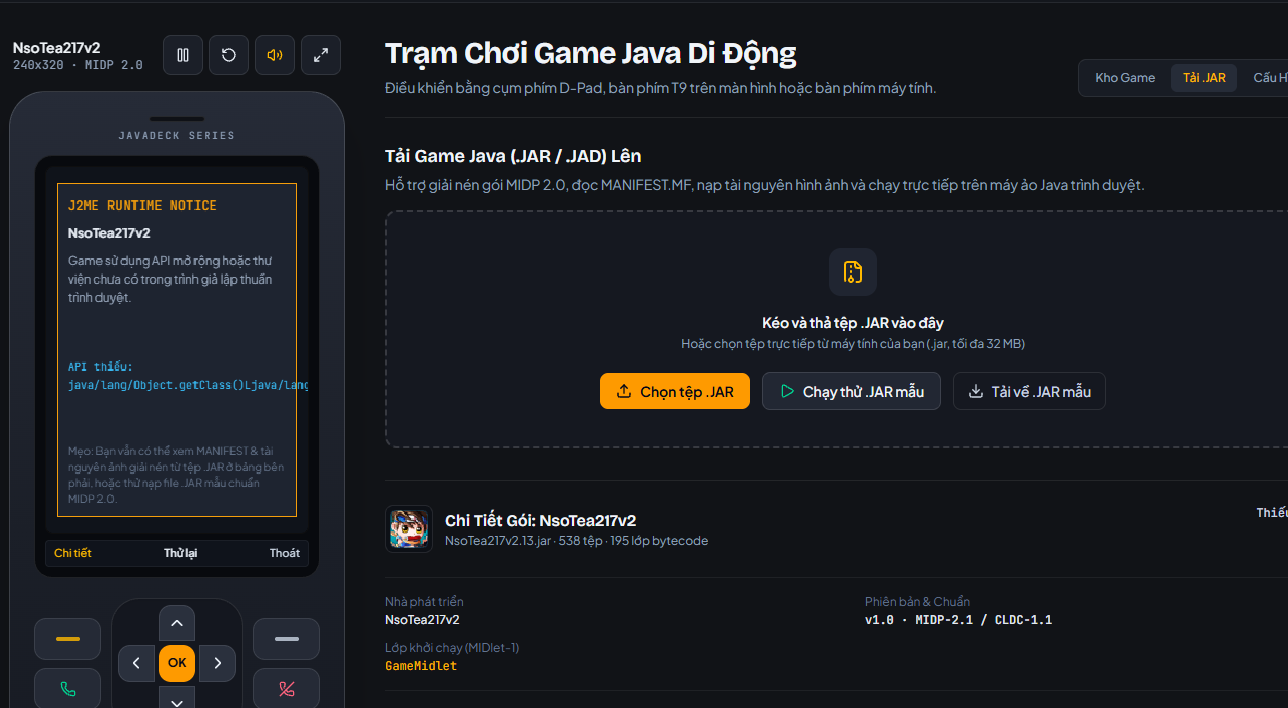 NsoTea217v2
240x320 · MIDP 2.0
JAVADECK SERIES
J2ME RUNTIME NOTICE
NsoTea217v2
Game sử dụng API mở rộng hoặc thư
viện chưa có trong trình giả lập thuần
trình duyệt.
API thiếu:
java/lang/Object.getClass()Ljava/lang
Mẹo: Bạn vẫn có thể xem MANIFEST & tài
nguyên ảnh giải nén từ tệp .JAR ở bảng bên
phải, hoặc thử nạp file .JAR mẫu chuẩn
MIDP 2.0.
Chi tiết
Thử lại
Thoát
OK
Trạm Chơi Game Java Di Động
Điều khiển bằng cụm phím D-Pad, bàn phím T9 trên màn hình hoặc bàn phím máy tính.
Kho Game
Tải .JAR
Cấu H
Tải Game Java (.JAR / .JAD) Lên
Hỗ trợ giải nén gói MIDP 2.0, đọc MANIFEST.MF, nạp tài nguyên hình ảnh và chạy trực tiếp trên máy ảo Java trình duyệt.
Kéo và thả tệp .JAR vào đây
Hoặc chọn tệp trực tiếp từ máy tính của bạn (.jar, tối đa 32 MB)
Chọn tệp .JAR
Chạy thử .JAR mẫu
Tải về .JAR mẫu
Chi Tiết Gói: NsoTea217v2
NsoTea217v2.13.jar · 538 tệp · 195 lớp bytecode
Thiếu
Nhà phát triển
NsoTea217v2
Phiên bản & Chuẩn
v1.0 · MIDP-2.1 / CLDC-1.1
Lớp khởi chạy (MIDlet-1)
GameMidlet